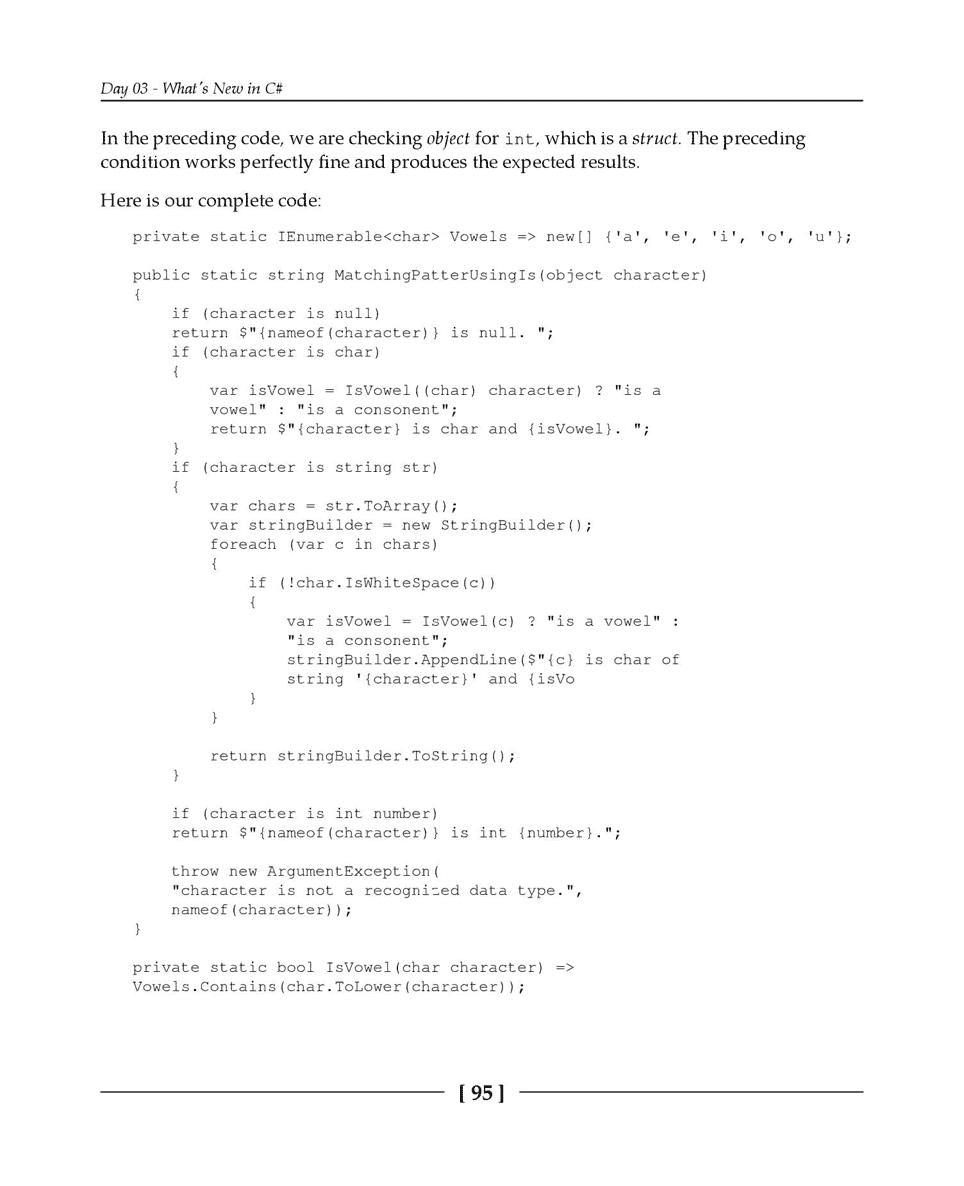 Day 03 - What's New in C#
In the preceding code, we are checking object for int, which is a struct. The preceding
condition works perfectly fine and produces the expected results.
Here is our complete code:
private static IEnumerable<char> Vowels => new[] {'a', 'e', 'i', 'o', 'u'};
public static string MatchingPatterUsingIs(object character)
{
if (character is null)
return $"{nameof(character)} is null. ";
if (character is char)
{
var isVowel = IsVowel((char) character) ? "is a
vowel" : "is a consonent";
return $"{character} is char and {isVowel}. ";
}
if (character is string str)
{
var chars = str.ToArray();
var stringBuilder = new StringBuilder();
foreach (var c in chars)
{
if (!char.IsWhiteSpace(c))
{
var isVowel = IsVowel(c) ? "is a vowel" :
"is a consonent";
stringBuilder.AppendLine($"{c} is char of
string '{character}' and {isVo
}
}
return stringBuilder.ToString();
}
if (character is int number)
return $"{nameof(character)} is int {number}.";
throw new ArgumentException(
"character is not a recognized data type.",
nameof(character));
}
private static bool IsVowel(char character) =>
Vowels.Contains(char.ToLower(character));
[ 95 ]